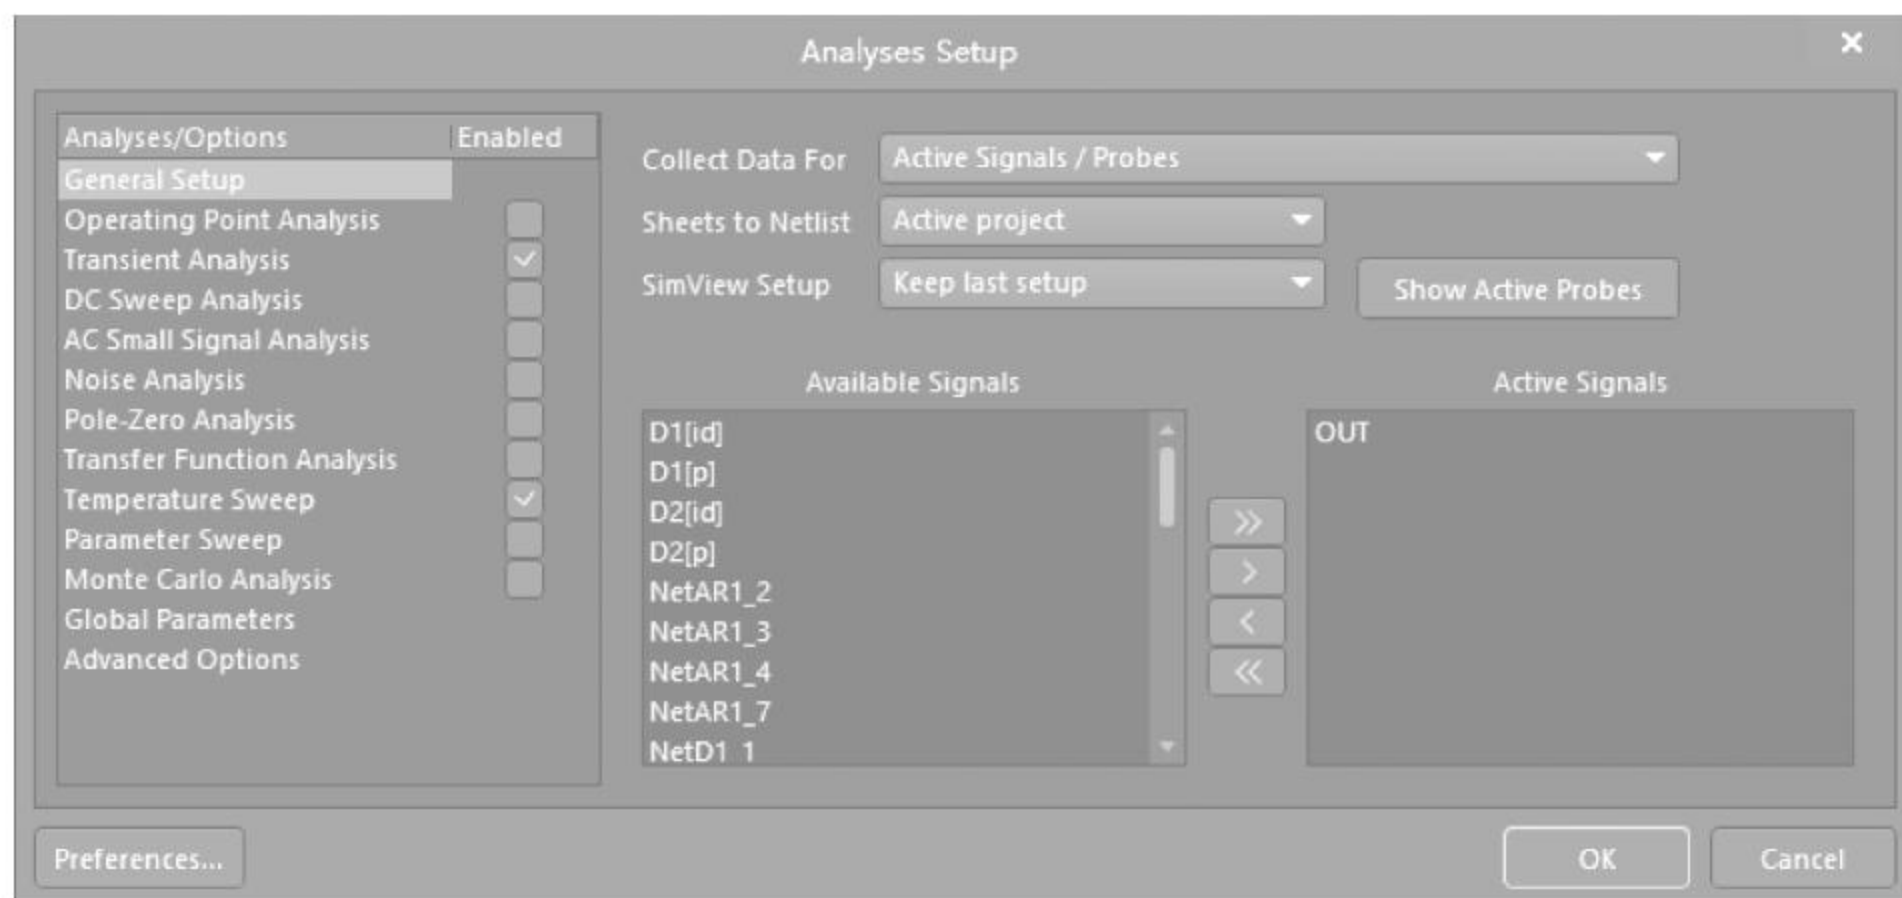 Analyses Setup
Analyses/Options Enabled
General Setup
Operating Point Analysis
Transient Analysis
DC Sweep Analysis
AC Small Signal Analysis
Noise Analysis
Pole-Zero Analysis
Transfer Function Analysis
Temperature Sweep
Parameter Sweep
Monte Carlo Analysis
Global Parameters
Advanced Options
Collect Data For Active Signals / Probes
Sheets to Netlist Active project
SimView Setup Keep last setup
Show Active Probes
Available Signals
D1[id]
D1[p]
D2[id]
D2[p]
NetAR1_2
NetAR1_3
NetAR1_4
NetAR1_7
NetD1_1
Active Signals
OUT
Preferences...
OK
Cancel